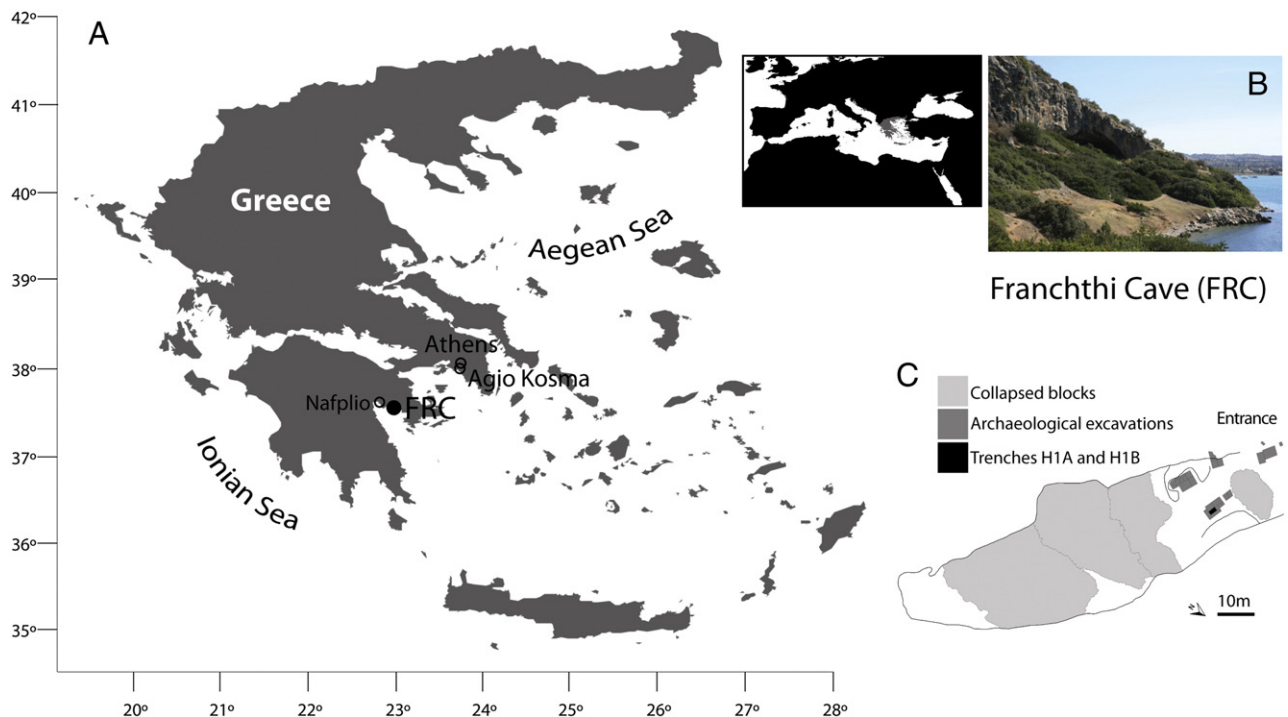 A
42º
41º
40º
39º
38º
37º
36º
35º
20º
21º
22º
23º
24º
25º
26º
27º
28º
Greece
Aegean Sea
Athens
Agio Kosma
Nafplio
FRC
Ionian Sea
B
Franchthi Cave (FRC)
C
Collapsed blocks
Archaeological excavations
Trenches H1A and H1B
Entrance
10m